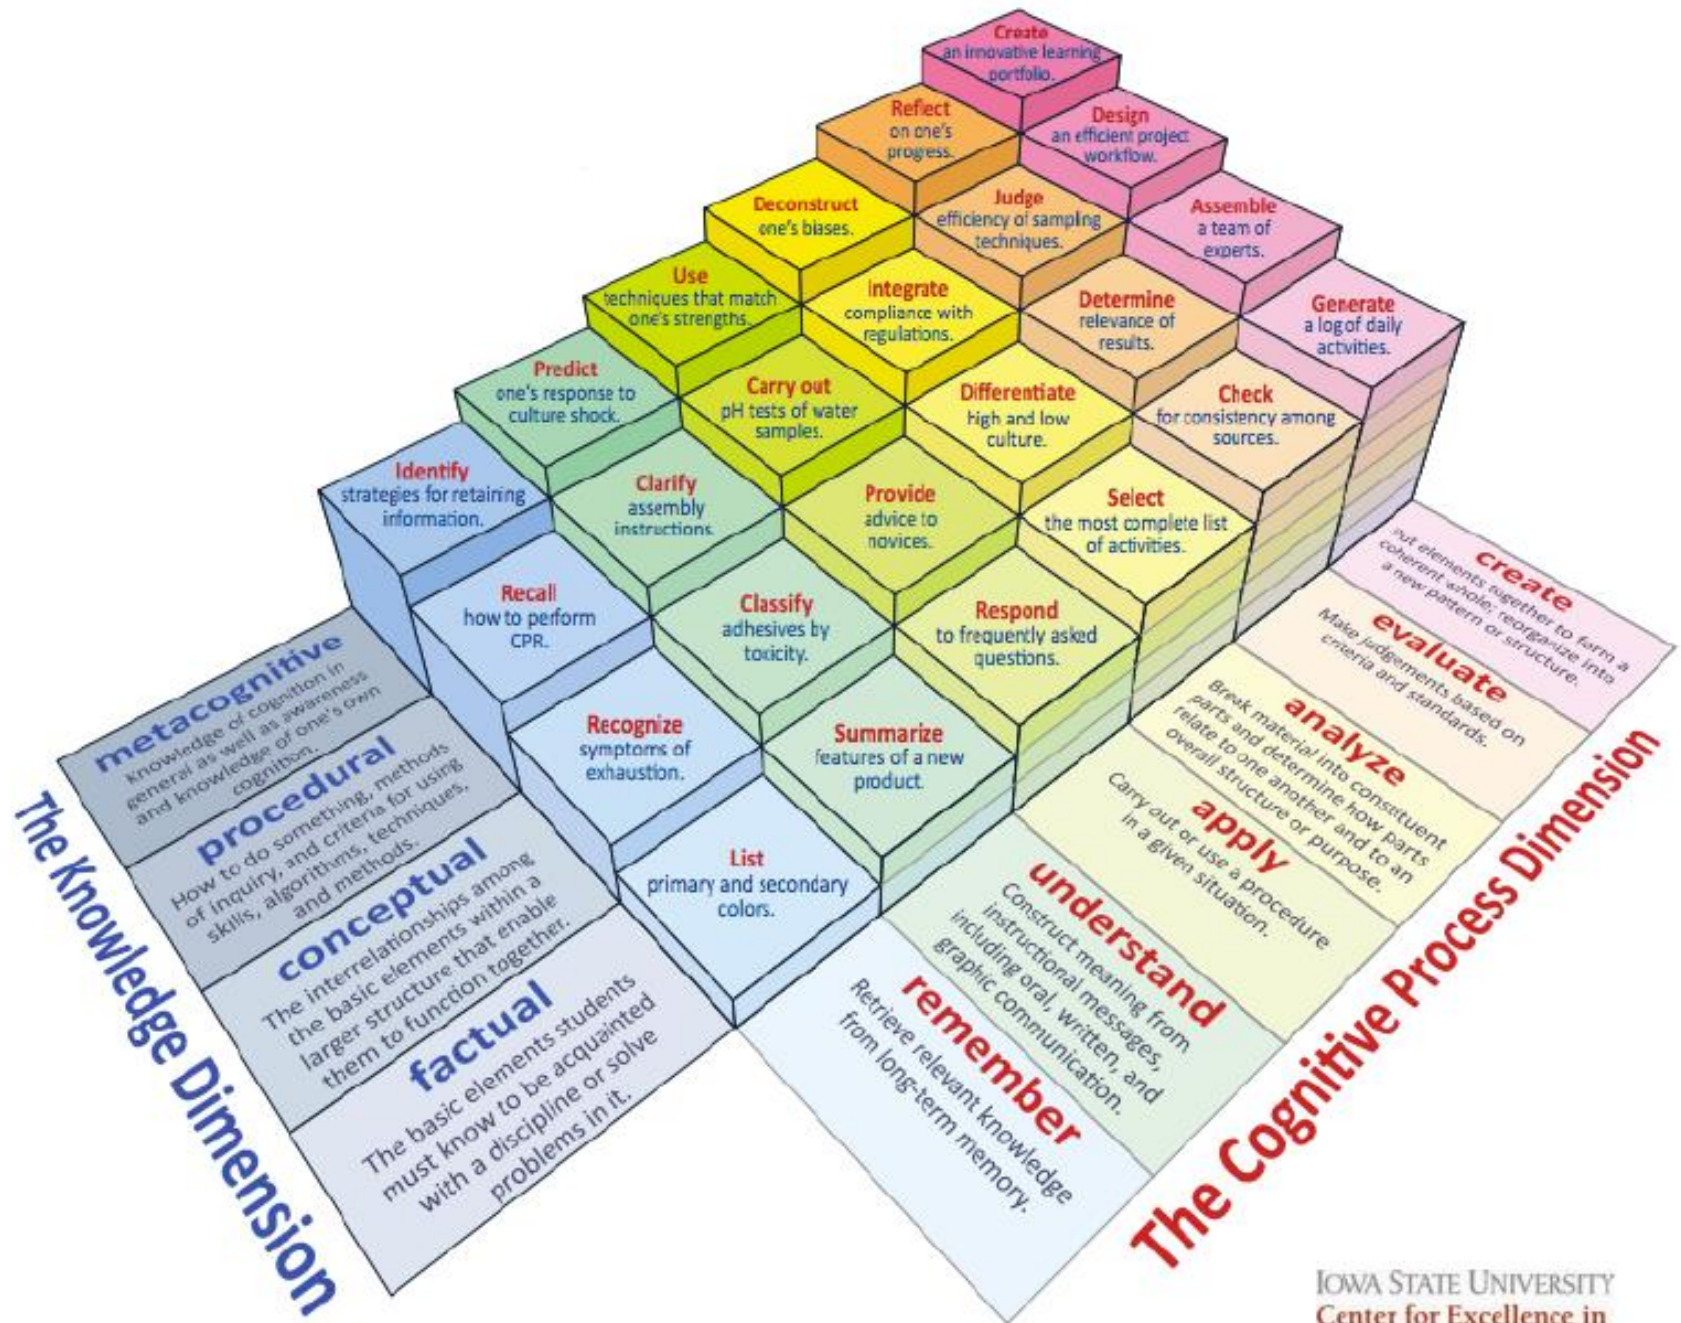 Create
an innovative learning
portfolio.
Reflect
on one's
progress.
Design
an efficient project
workflow.
Deconstruct
one's biases.
Judge
efficiency of sampling
techniques.
Assemble
a team of
experts.
Use
techniques that match
one's strengths.
Integrate
compliance with
regulations.
Determine
relevance of
results.
Generate
a log of daily
activities.
Predict
one's response to
culture shock.
Carry out
pH tests of water
samples.
Differentiate
high and low
culture.
Check
for consistency among
sources.
Identify
strategies for retaining
information.
Clarify
assembly
instructions.
Provide
advice to
novices.
Select
the most complete list
of activities.
Recall
how to perform
CPR.
Classify
adhesives by
toxicity.
Respond
to frequently asked
questions.
Recognize
symptoms of
exhaustion.
Summarize
features of a new
product.
List
primary and secondary
colors.
metacognitive
Knowledge of cognition in
general as well as awareness
and knowledge of one's own
cognition.
procedural
How to do something, methods
of inquiry, and criteria for using
skills, algorithms, techniques,
and methods.
conceptual
The interrelationships among
the basic elements within a
larger structure that enable
them to function together.
factual
The basic elements students
must know to be acquainted
with a discipline or solve
problems in it.
The Knowledge Dimension
create
Put elements together to form a
coherent whole; reorganize into
a new pattern or structure.
evaluate
Make judgements based on
criteria and standards.
analyze
Break material into constituent
parts and determine how parts
relate to one another and to an
overall structure or purpose.
apply
Carry out or use a procedure
in a given situation.
understand
Construct meaning from
instructional messages,
including oral, written, and
graphic communication.
remember
Retrieve relevant knowledge
from long-term memory.
The Cognitive Process Dimension
IOWA STATE UNIVERSITY
Center for Excellence in